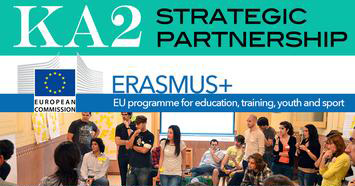 KA2 STRATEGIC
PARTNERSHIP
EUROPEAN
COMMISSION
ERASMUS+
EU programme for education, training, youth and sport